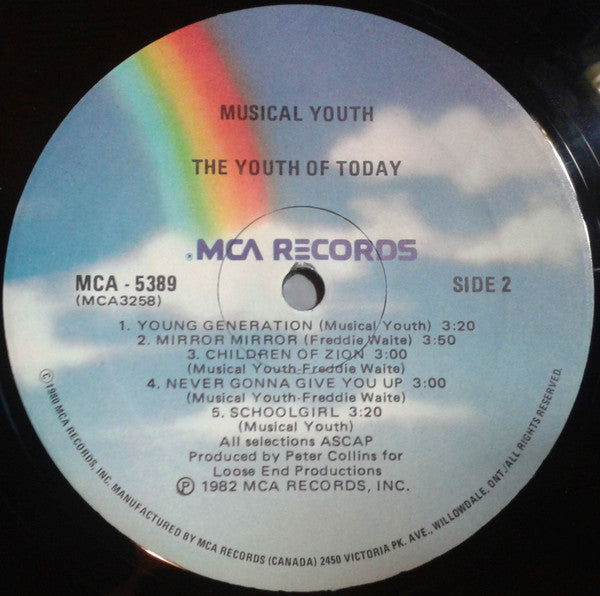 MUSICAL YOUTH
THE YOUTH OF TODAY
MCA RECORDS
MCA - 5389
(MCA3258)
SIDE 2
1. YOUNG GENERATION (Musical Youth) 3:20
2. MIRROR MIRROR (Freddie Waite) 3:50
3. CHILDREN OF ZION 3:00
(Musical Youth-Freddie Waite)
4. NEVER GONNA GIVE YOU UP 3:00
(Musical Youth-Freddie Waite)
5. SCHOOLGIRL 3:20
(Musical Youth)
All selections ASCAP
Produced by Peter Collins for
Loose End Productions
Ⓟ 1982 MCA RECORDS, INC.
© 1980 MCA RECORDS, INC. MANUFACTURED BY MCA RECORDS (CANADA) 2450 VICTORIA PK. AVE., WILLOWDALE, ONT./ALL RIGHTS RESERVED.